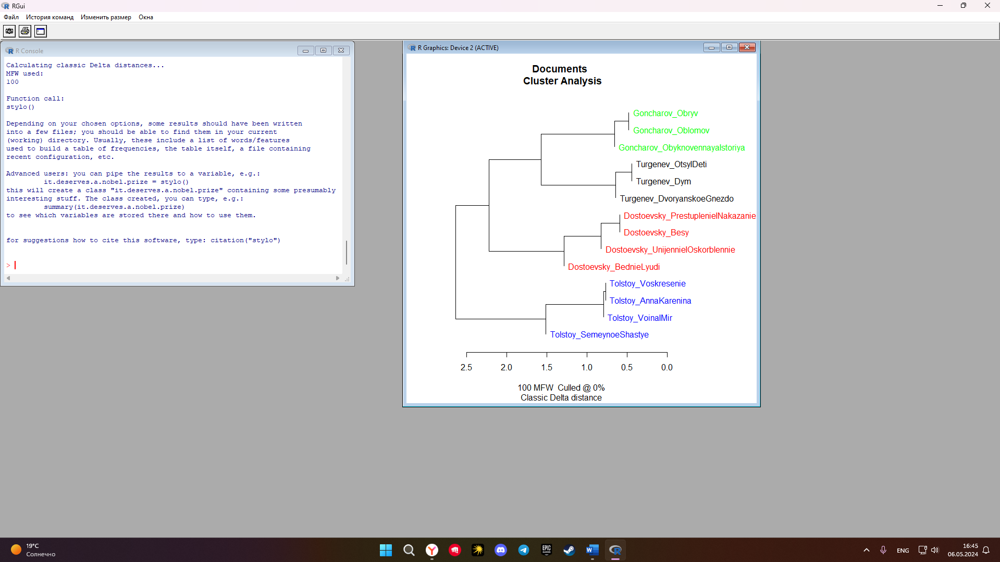 RGui
Файл История команд Изменить размер Окна
R Console
Calculating classic Delta distances...
MFW used:
100
Function call:
stylo()
Depending on your chosen options, some results should have been written
into a few files; you should be able to find them in your current
(working) directory. Usually, these include a list of words/features
used to build a table of frequencies, the table itself, a file containing
recent configuration, etc.
Advanced users: you can pipe the results to a variable, e.g.:
it.deserves.a.nobel.prize = stylo()
this will create a class "it.deserves.a.nobel.prize" containing some presumably
interesting stuff. The class created, you can type, e.g.:
summary(it.deserves.a.nobel.prize)
to see which variables are stored there and how to use them.
for suggestions how to cite this software, type: citation("stylo")
>
R Graphics: Device 2 (ACTIVE)
Documents
Cluster Analysis
Goncharov_Obryv
Goncharov_Oblomov
Goncharov_ObyknovennayaIstoriya
Turgenev_OtsyIDeti
Turgenev_Dym
Turgenev_DvoryanskoeGnezdo
Dostoevsky_PrestuplenieINakazanie
Dostoevsky_Besy
Dostoevsky_UnijennieIOskorblennie
Dostoevsky_BednieLyudi
Tolstoy_Voskresenie
Tolstoy_AnnaKarenina
Tolstoy_VoinaIMir
Tolstoy_SemeynoeShastye
2.5 2.0 1.5 1.0 0.5 0.0
100 MFW Culled @ 0%
Classic Delta distance
19°C
Солнечно
EPIC GAMES
ENG
16:45
06.05.2024